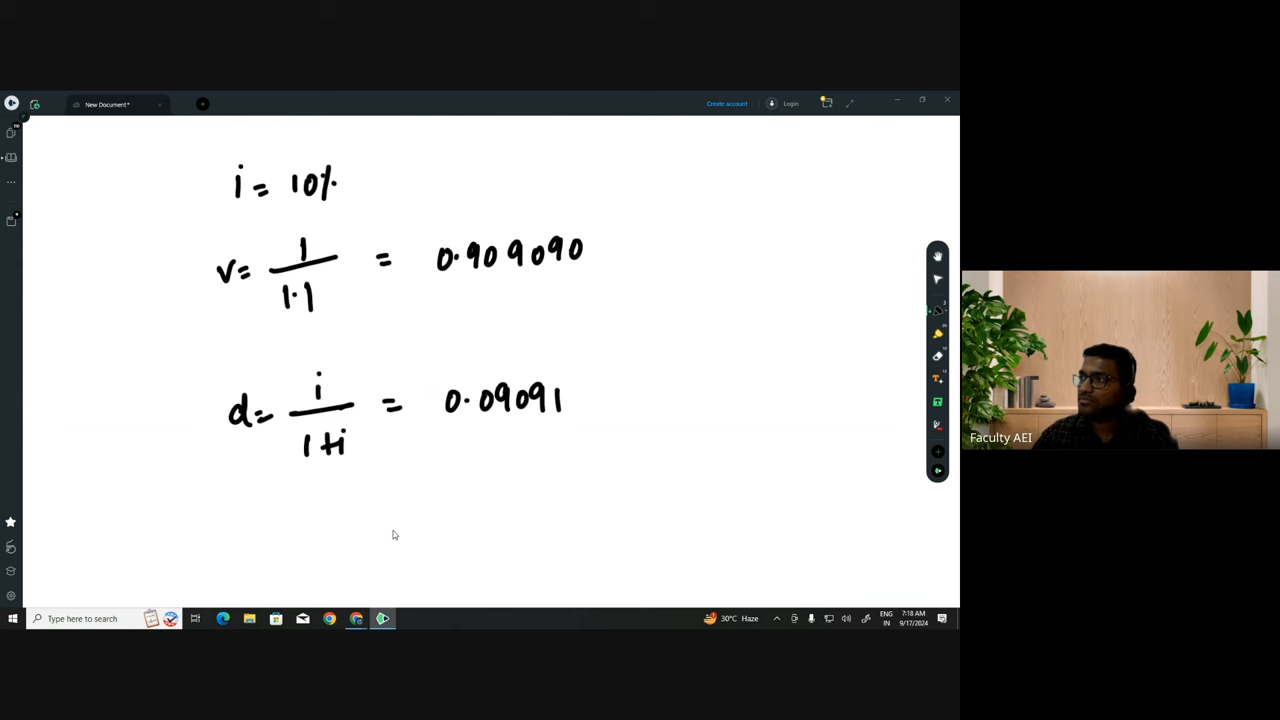 New Document*
Create account
Login
i = 10%
v = 1/1.1 = 0.909090
d = i/1+i = 0.09091
Faculty AEI
Type here to search
30°C Haze
ENG
IN
7:18 AM
9/17/2024